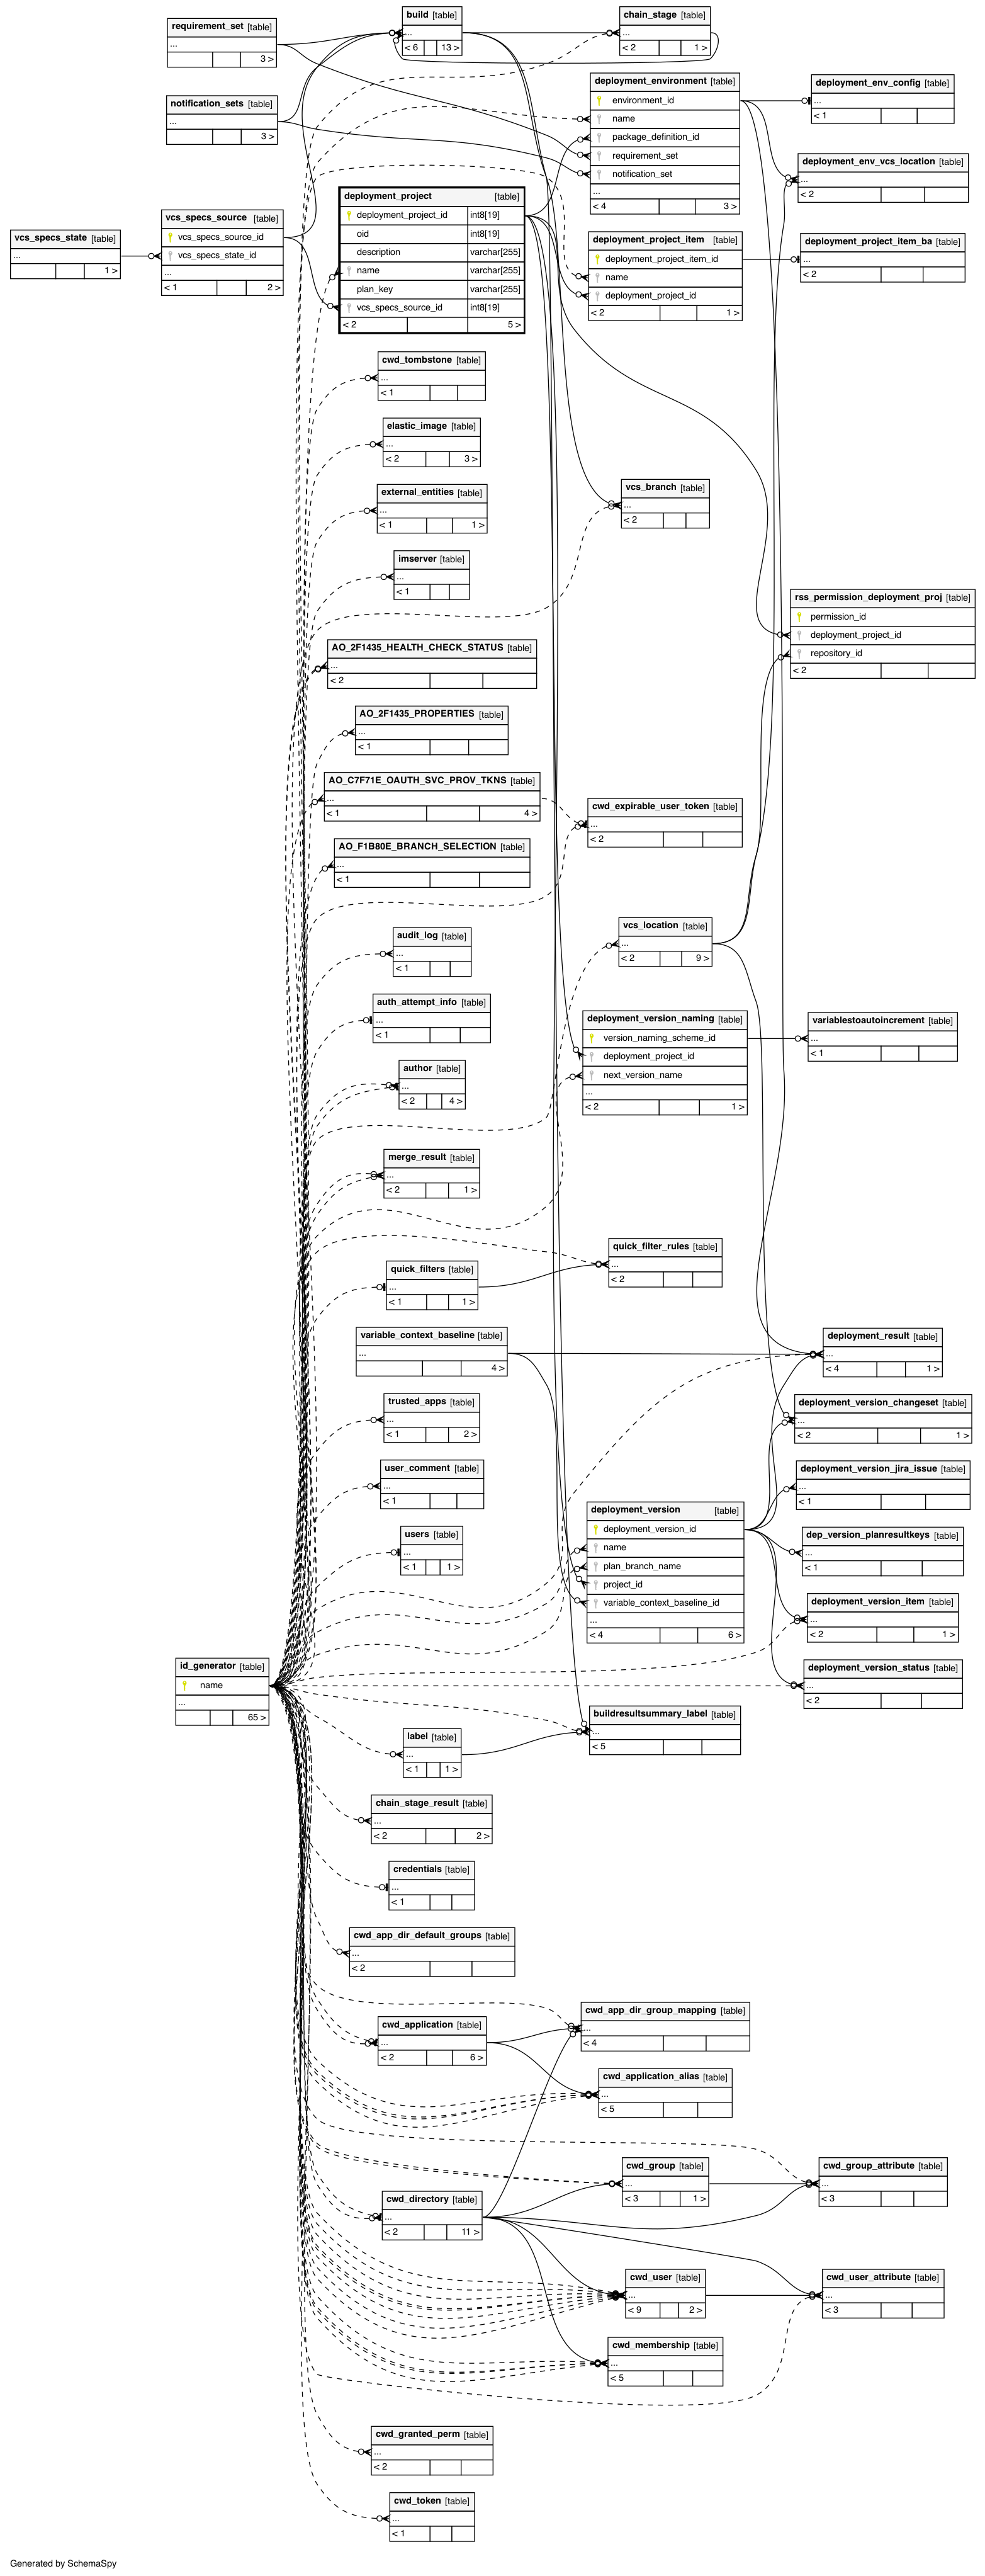 build [table]
...
< 6 13 >
chain_stage [table]
...
< 2 1 >
requirement_set [table]
...
3 >
deployment_environment [table]
environment_id
name
package_definition_id
requirement_set
notification_set
...
< 4 3 >
deployment_env_config [table]
...
< 1
notification_sets [table]
...
3 >
deployment_env_vcs_location [table]
...
< 2
deployment_project [table]
deployment_project_id int8[19]
oid int8[19]
description varchar[255]
name varchar[255]
plan_key varchar[255]
vcs_specs_source_id int8[19]
< 2 5 >
vcs_specs_source [table]
vcs_specs_source_id
vcs_specs_state_id
...
< 1 2 >
vcs_specs_state [table]
...
1 >
deployment_project_item [table]
deployment_project_item_id
name
deployment_project_id
< 2 1 >
deployment_project_item_ba [table]
...
< 2
cwd_tombstone [table]
...
< 1
elastic_image [table]
...
< 2 3 >
external_entities [table]
...
< 1 1 >
vcs_branch [table]
...
< 2
imserver [table]
...
< 1
rss_permission_deployment_proj [table]
permission_id
deployment_project_id
repository_id
< 2
AO_2F1435_HEALTH_CHECK_STATUS [table]
...
< 2
AO_2F1435_PROPERTIES [table]
...
< 1
AO_C7F71E_OAUTH_SVC_PROV_TKNS [table]
...
< 1 4 >
cwd_expirable_user_token [table]
...
< 2
AO_F1B80E_BRANCH_SELECTION [table]
...
< 1
vcs_location [table]
...
< 2 9 >
audit_log [table]
...
< 1
auth_attempt_info [table]
...
< 1
deployment_version_naming [table]
version_naming_scheme_id
deployment_project_id
next_version_name
...
< 2 1 >
variablestoautoincrement [table]
...
< 1
author [table]
...
< 2 4 >
merge_result [table]
...
< 2 1 >
quick_filter_rules [table]
...
< 2
quick_filters [table]
...
< 1 1 >
variable_context_baseline [table]
...
4 >
deployment_result [table]
...
< 4 1 >
trusted_apps [table]
...
< 1 2 >
deployment_version_changeset [table]
...
< 2 1 >
user_comment [table]
...
< 1
deployment_version_jira_issue [table]
...
< 1
deployment_version [table]
deployment_version_id
name
plan_branch_name
project_id
variable_context_baseline_id
...
< 4 6 >
users [table]
...
< 1 1 >
dep_version_planresultkeys [table]
...
< 1
deployment_version_item [table]
...
< 2 1 >
id_generator [table]
name
...
65 >
deployment_version_status [table]
...
< 2
buildresultsummary_label [table]
...
< 5
label [table]
...
< 1 1 >
chain_stage_result [table]
...
< 2 2 >
credentials [table]
...
< 1
cwd_app_dir_default_groups [table]
...
< 2
cwd_app_dir_group_mapping [table]
...
< 4
cwd_application [table]
...
< 2 6 >
cwd_application_alias [table]
...
< 5
cwd_group [table]
...
< 3 1 >
cwd_group_attribute [table]
...
< 3
cwd_directory [table]
...
< 2 11 >
cwd_user [table]
...
< 9 2 >
cwd_user_attribute [table]
...
< 3
cwd_membership [table]
...
< 5
cwd_granted_perm [table]
...
< 2
cwd_token [table]
...
< 1
Generated by SchemaSpy